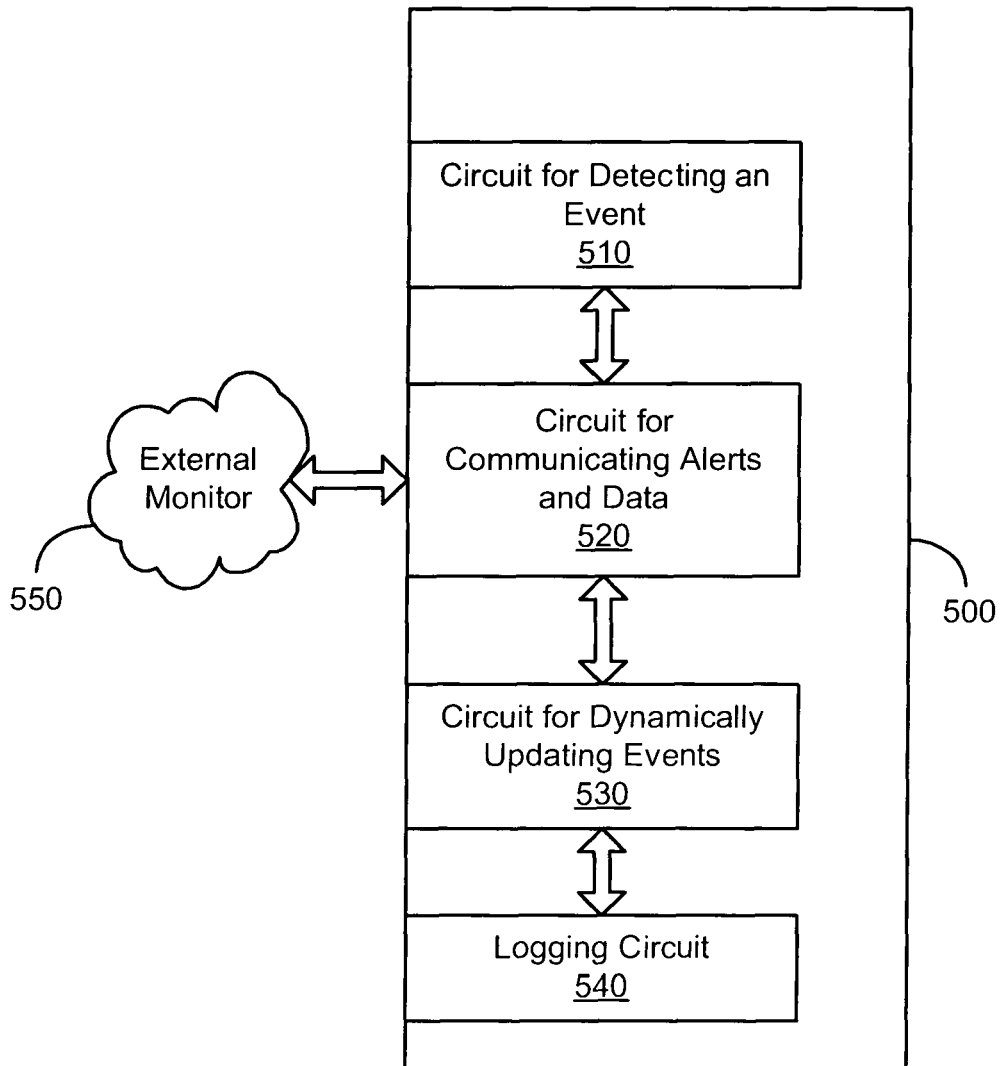 Circuit for Detecting an
Event
510
Circuit for
Communicating Alerts
and Data
520
External
Monitor
550
500
Circuit for Dynamically
Updating Events
530
Logging Circuit
540